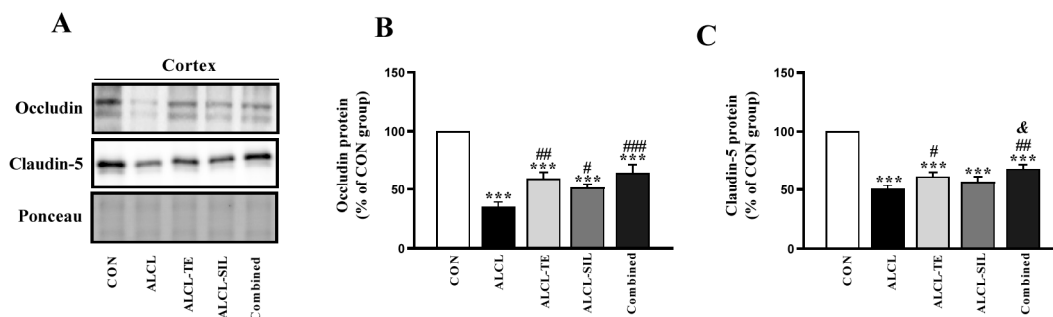 A
Cortex
Occludin
Claudin-5
Ponceau
CON
ALCL
ALCL-TE
ALCL-SIL
Combined
B
Occludin protein
(% of CON group)
150
100
50
0
***
##
***
#
***
###
***
CON
ALCL
ALCL-TE
ALCL-SIL
Combined
C
Claudin-5 protein
(% of CON group)
150
100
50
0
***
#
***
***
&
##
***
CON
ALCL
ALCL-TE
ALCL-SIL
Combined